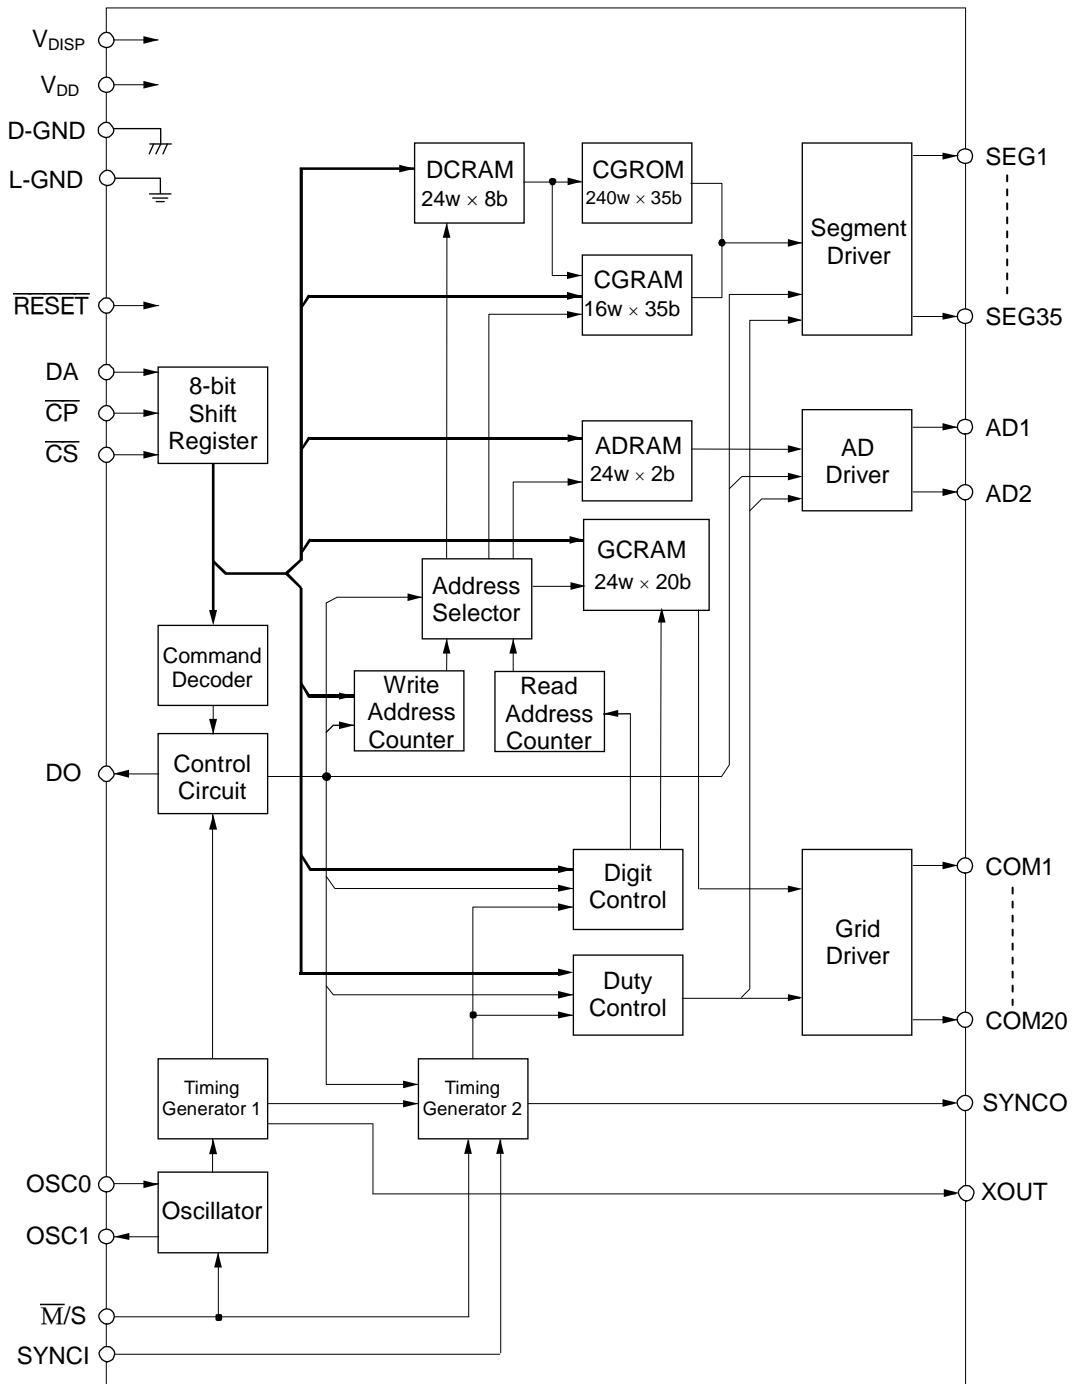 VDISP
VDD
D-GND
L-GND
RESET
DA
CP
CS
8-bit
Shift
Register
Command
Decoder
DO
Control
Circuit
DCRAM
24w × 8b
CGROM
240w × 35b
CGRAM
16w × 35b
Segment
Driver
SEG1
SEG35
ADRAM
24w × 2b
AD
Driver
AD1
AD2
GCRAM
24w × 20b
Address
Selector
Write
Address
Counter
Read
Address
Counter
Digit
Control
Duty
Control
Grid
Driver
COM1
COM20
Timing
Generator 1
Timing
Generator 2
SYNCO
OSC0
OSC1
Oscillator
XOUT
M/S
SYNCI